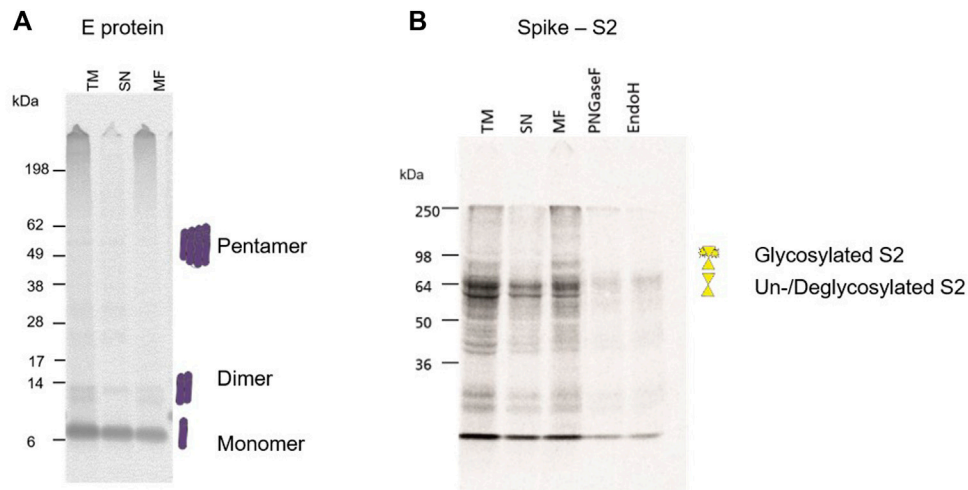 A
E protein
TM
SN
MF
kDa
198
62
49
38
28
17
14
6
Pentamer
Dimer
Monomer
B
Spike – S2
TM
SN
MF
PNGaseF
EndoH
kDa
250
98
64
50
36
Glycosylated S2
Un-/Deglycosylated S2